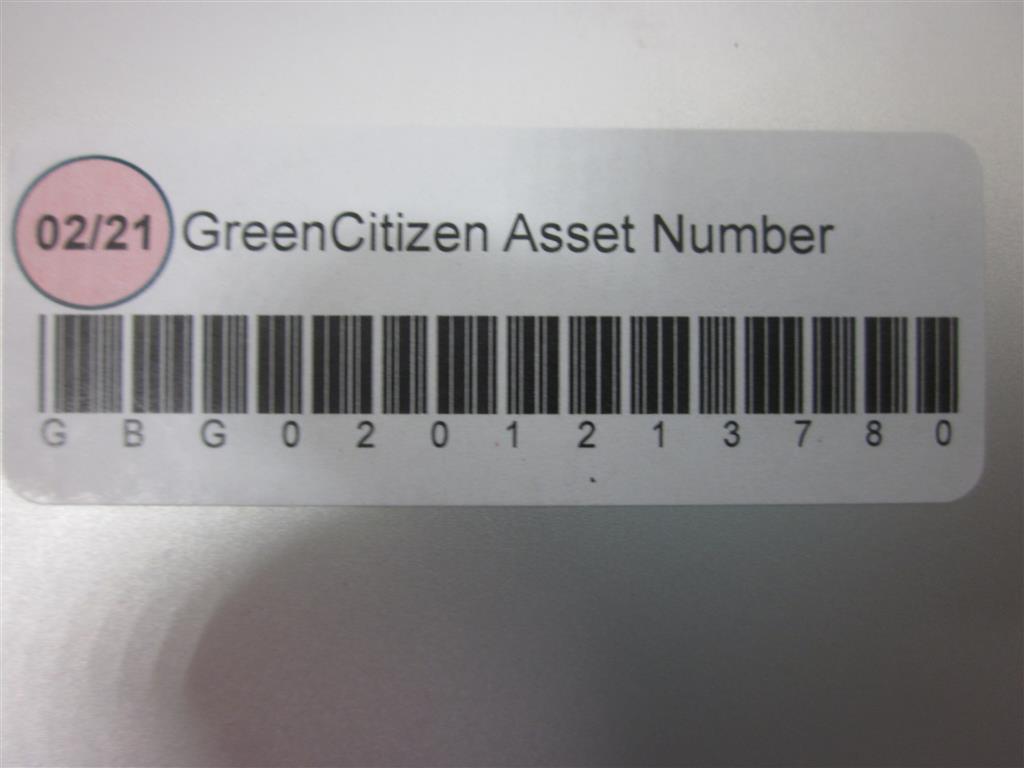 02/21 GreenCitizen Asset Number
G B G 0 2 0 1 2 1 3 7 8 0